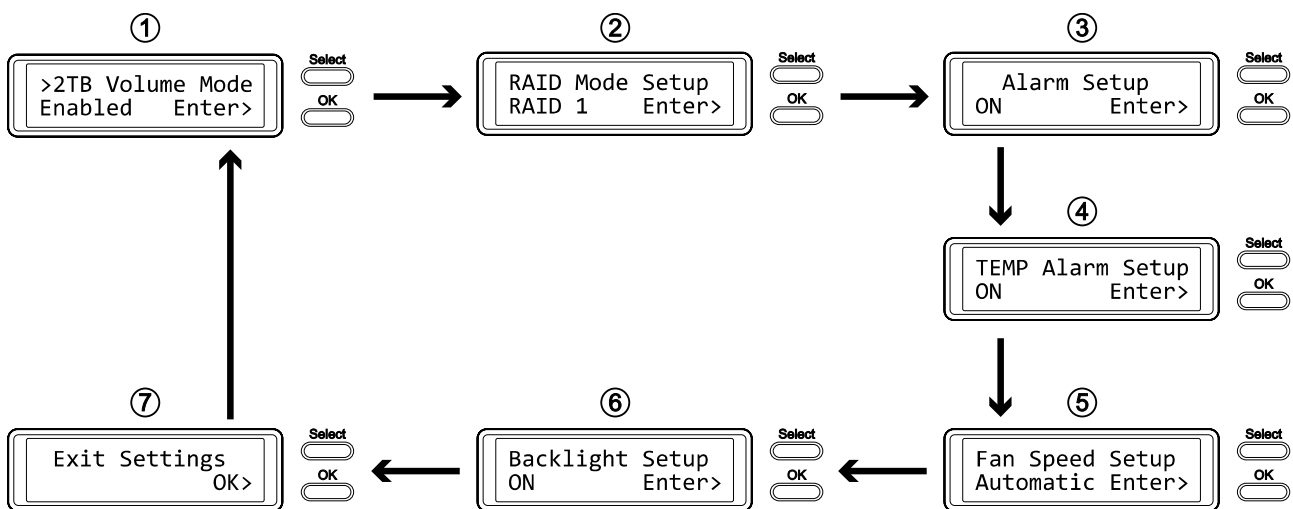 ①
>2TB Volume Mode
Enabled Enter>
Select
OK
②
RAID Mode Setup
RAID 1 Enter>
Select
OK
③
Alarm Setup
ON Enter>
Select
OK
④
TEMP Alarm Setup
ON Enter>
Select
OK
⑤
Fan Speed Setup
Automatic Enter>
Select
OK
⑥
Backlight Setup
ON Enter>
Select
OK
⑦
Exit Settings
OK>
Select
OK